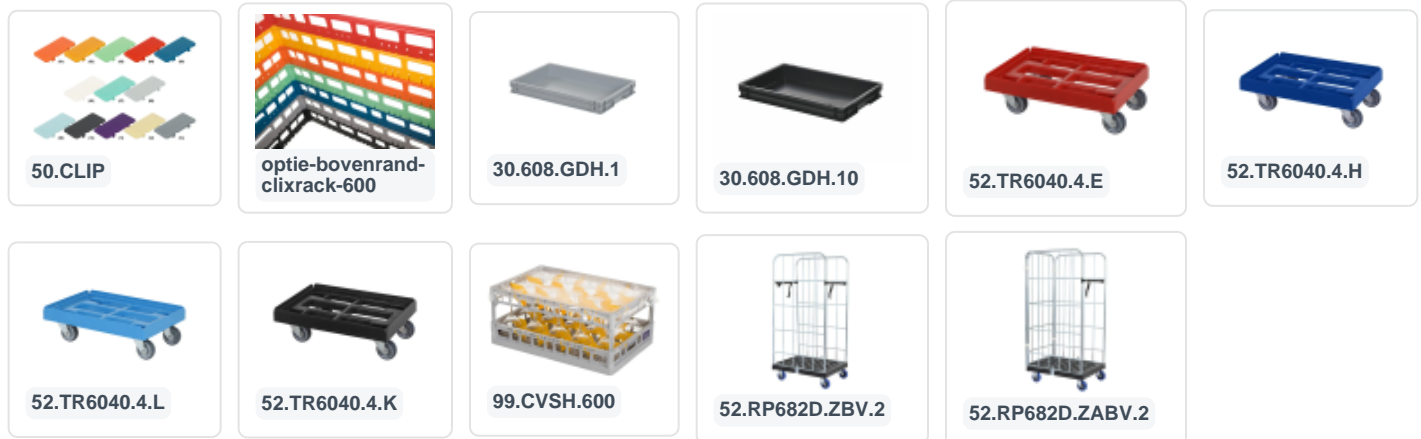 50.CLIP
optie-bovenrand-
clixrack-600
30.608.GDH.1
30.608.GDH.10
52.TR6040.4.E
52.TR6040.4.H
52.TR6040.4.L
52.TR6040.4.K
99.CVSH.600
52.RP682D.ZBV.2
52.RP682D.ZABV.2